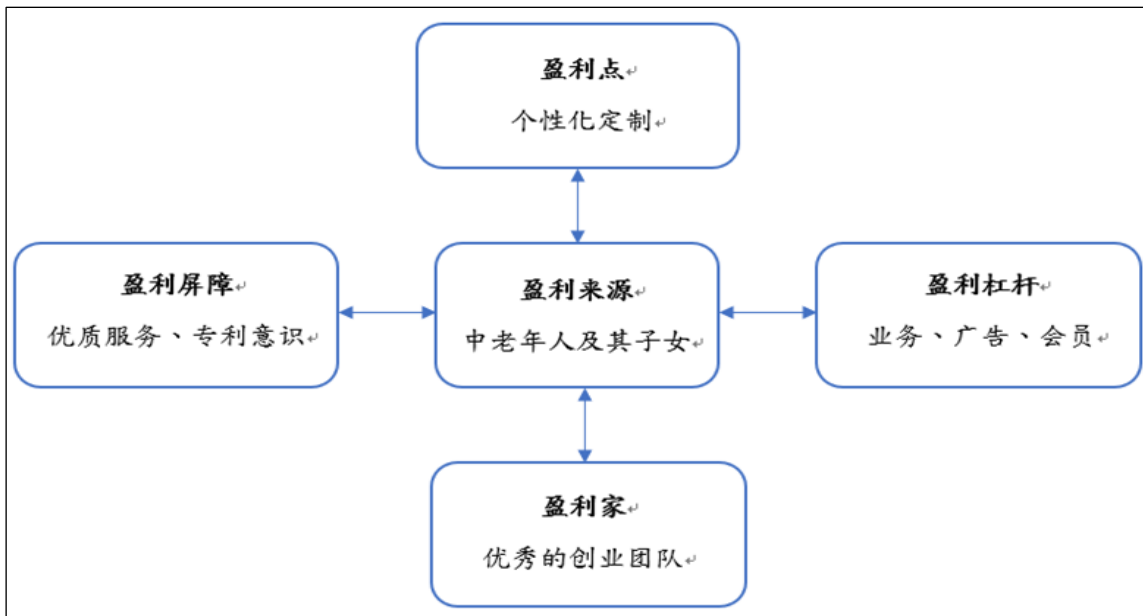 盈利点
个性化定制
盈利屏障
优质服务、专利意识
盈利来源
中老年人及其子女
盈利杠杆
业务、广告、会员
盈利家
优秀的创业团队